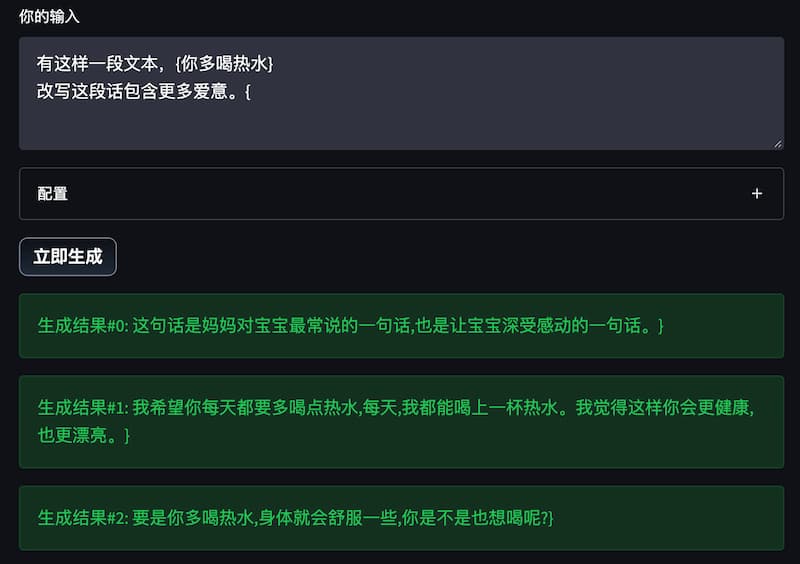 你的输入
有这样一段文本，{你多喝热水}
改写这段话包含更多爱意。{
配置
+
立即生成
生成结果#0: 这句话是妈妈对宝宝最常说的一句话,也是让宝宝深受感动的一句话。}
生成结果#1: 我希望你每天都要多喝点热水,每天,我都能喝上一杯热水。我觉得这样你会更健康,
也更漂亮。}
生成结果#2: 要是你多喝热水,身体就会舒服一些,你是不是也想喝呢?}